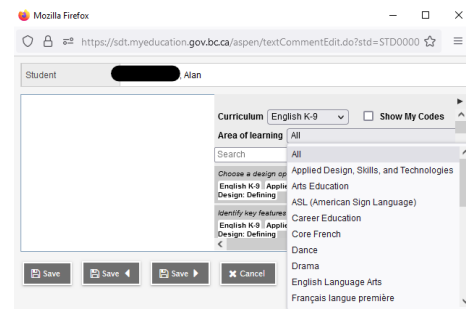 Mozilla Firefox
https://sdt.myeducation.gov.bc.ca/aspen/textCommentEdit.do?std=STD0000
Student
, Alan
Curriculum English K-9 Show My Codes
Area of learning All
Search
All
Applied Design, Skills, and Technologies
Arts Education
ASL (American Sign Language)
Career Education
Core French
Dance
Drama
English Language Arts
Français langue première
Choose a design op
English K-9 Applie
Design: Defining
Identify key features
English K-9 Applie
Design: Defining
Save Save Save Cancel